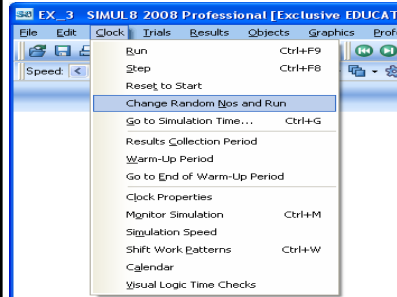 EX_3 SIMUL8 2008 Professional [Exclusive EDUCAT
File Edit Clock Trials Results Objects Graphics Prof
Speed:
Run Ctrl+F9
Step Ctrl+F8
Reset to Start
Change Random Nos and Run
Go to Simulation Time... Ctrl+G
Results Collection Period
Warm-Up Period
Go to End of Warm-Up Period
Clock Properties
Monitor Simulation Ctrl+M
Simulation Speed
Shift Work Patterns Ctrl+W
Calendar
Visual Logic Time Checks